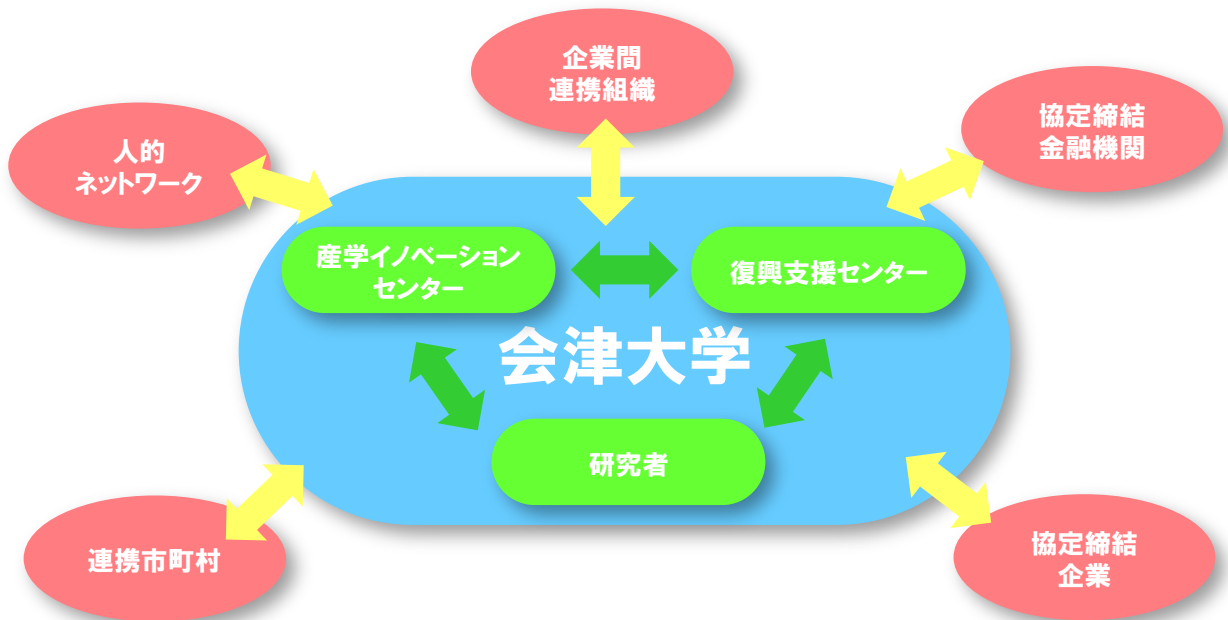 企業間
連携組織
協定締結
金融機関
人的
ネットワーク
産学イノベーション
センター
復興支援センター
会津大学
研究者
連携市町村
協定締結
企業